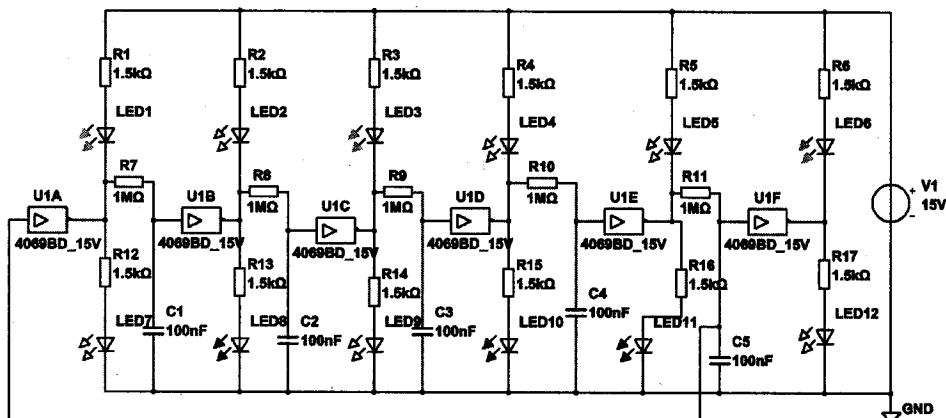 R1
1.5kΩ
R2
1.5kΩ
R3
1.5kΩ
R4
1.5kΩ
R5
1.5kΩ
R6
1.5kΩ
LED1
LED2
LED3
LED4
LED5
LED6
R7
1MΩ
R8
1MΩ
R9
1MΩ
R10
1MΩ
R11
1MΩ
V1
15V
U1A
4069BD_15V
U1B
4069BD_15V
U1C
4069BD_15V
U1D
4069BD_15V
U1E
4069BD_15V
U1F
4069BD_15V
R12
1.5kΩ
R13
1.5kΩ
R14
1.5kΩ
R15
1.5kΩ
R16
1.5kΩ
R17
1.5kΩ
LED7
C1
100nF
LED8
C2
100nF
LED9
C3
100nF
LED10
C4
100nF
LED11
C5
100nF
LED12
GND